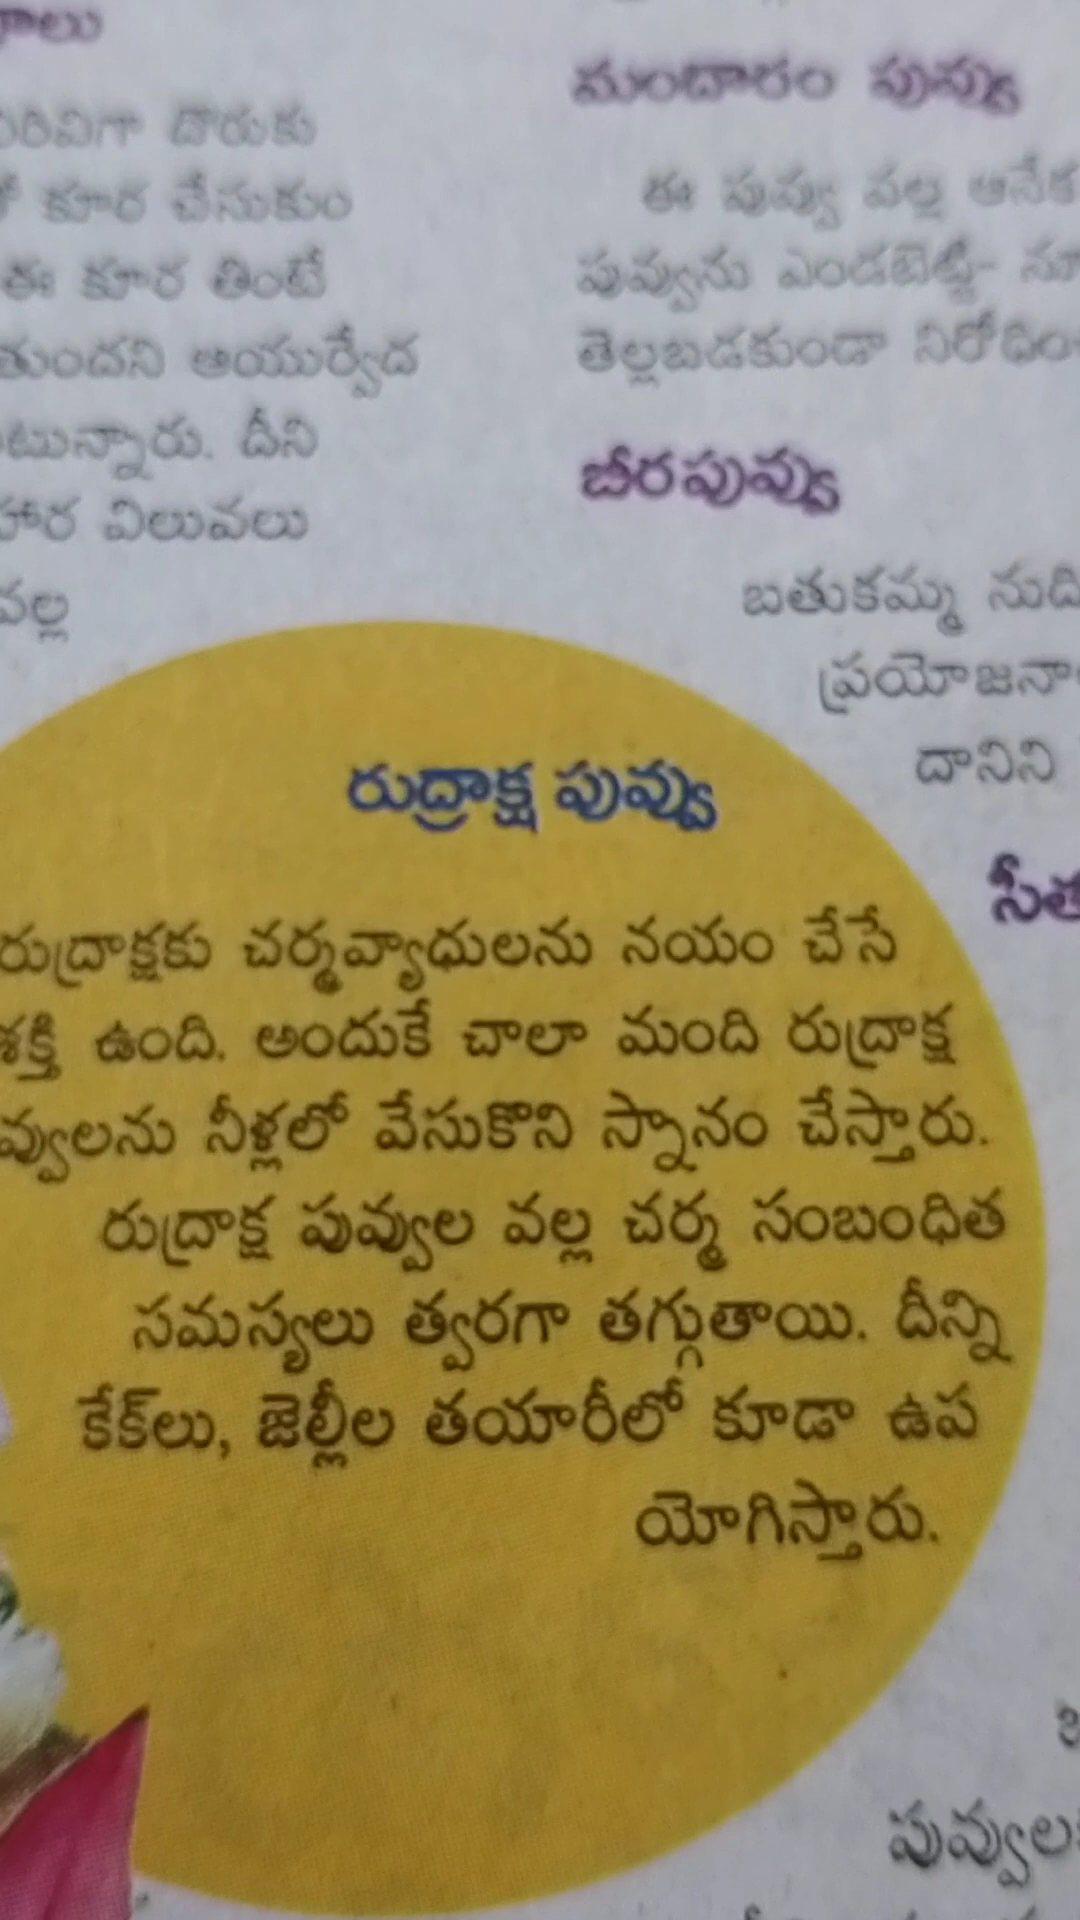 రివిగా దొరుకు
కూర చేసుకుం
ఈ కూర తింటే
తుందని ఆయుర్వేద
టున్నారు. దీని
హార విలువలు
వల్ల
మందారం పువ్వు
ఈ పువ్వు వల్ల అనేక
పువ్వును ఎండబెట్టి- నూ
తెల్లబడకుండా నిరోధిం
బీరపువ్వు
బతుకమ్మ నుది
ప్రయోజనా
దానిని
సీత
రుద్రాక్ష పువ్వు
రుద్రాక్షకు చర్మవ్యాధులను నయం చేసే
శక్తి ఉంది. అందుకే చాలా మంది రుద్రాక్ష
వ్వులను నీళ్లలో వేసుకొని స్నానం చేస్తారు.
రుద్రాక్ష పువ్వుల వల్ల చర్మ సంబంధిత
సమస్యలు త్వరగా తగ్గుతాయి. దీన్ని
కేక్‌లు, జెల్లీల తయారీలో కూడా ఉప
యోగిస్తారు.
పువ్వుల